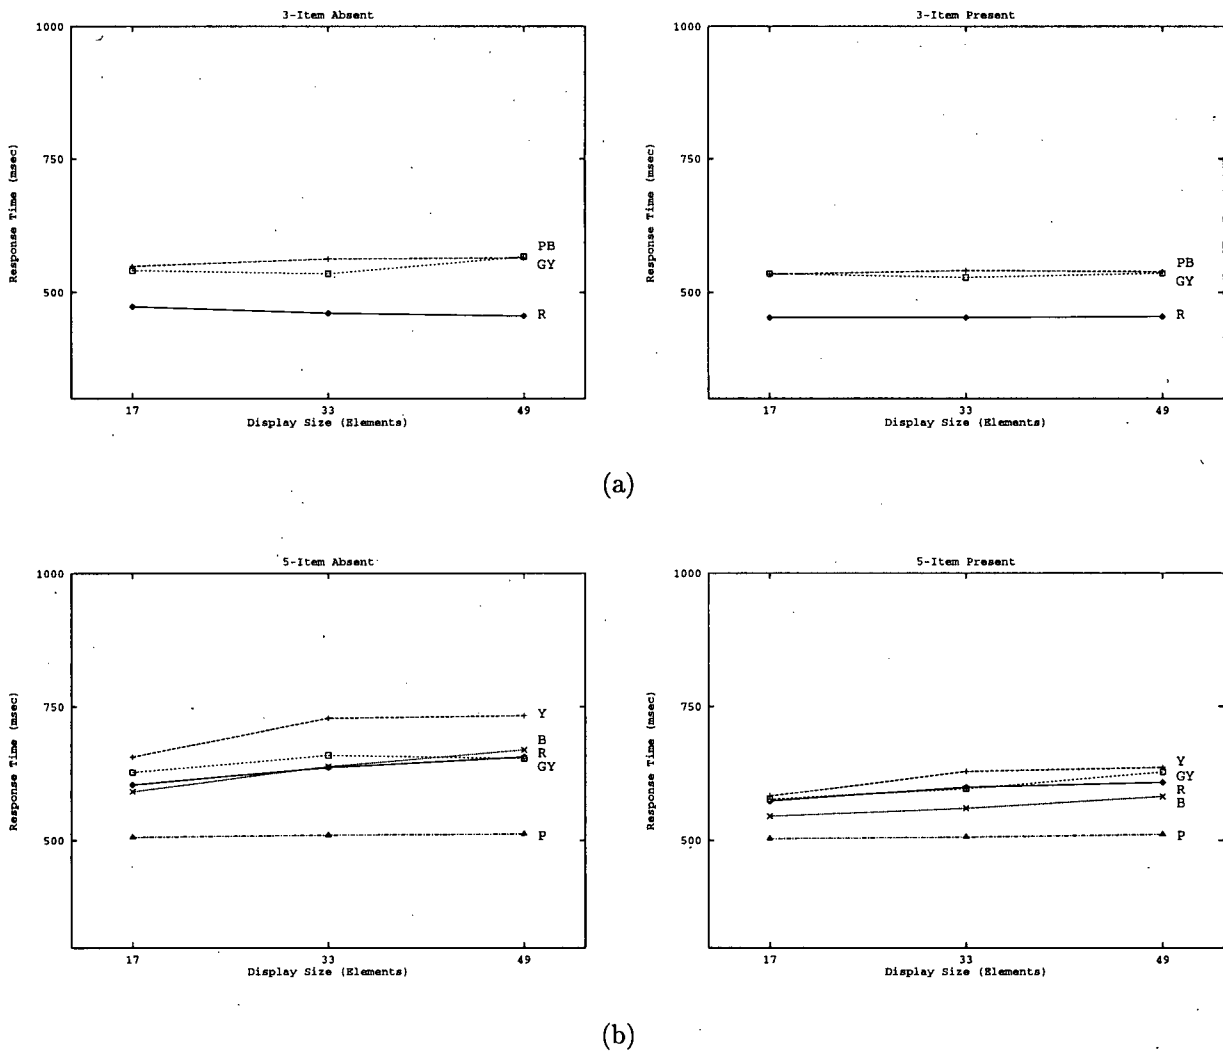 3-Item Absent
1000
750
500
Response Time (msec)
PB
GY
R
17 33 49
Display Size (Elements)
3-Item Present
1000
750
500
Response Time (msec)
PB
GY
R
17 33 49
Display Size (Elements)
(a)
5-Item Absent
1000
750
500
Response Time (msec)
Y
B
R
GY
P
17 33 49
Display Size (Elements)
5-Item Present
1000
750
500
Response Time (msec)
Y
GY
R
B
P
17 33 49
Display Size (Elements)
(b)